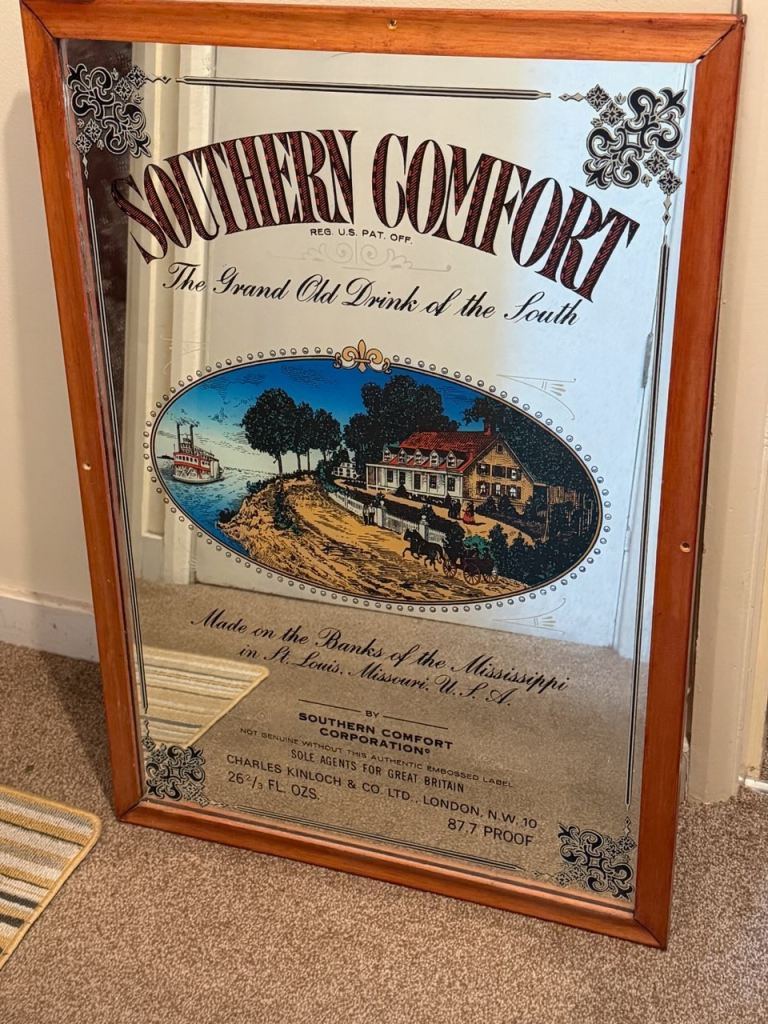 SOUTHERN COMFORT
REG. U.S. PAT. OFF.
The Grand Old Drink of the South
Made on the Banks of the Mississippi
in St. Louis, Missouri, U.S.A.
BY
SOUTHERN COMFORT
CORPORATION®
NOT GENUINE WITHOUT THIS AUTHENTIC EMBOSSED LABEL
SOLE AGENTS FOR GREAT BRITAIN
CHARLES KINLOCH & CO. LTD., LONDON, N.W. 10
26 2/3 FL. OZS.
87.7 PROOF